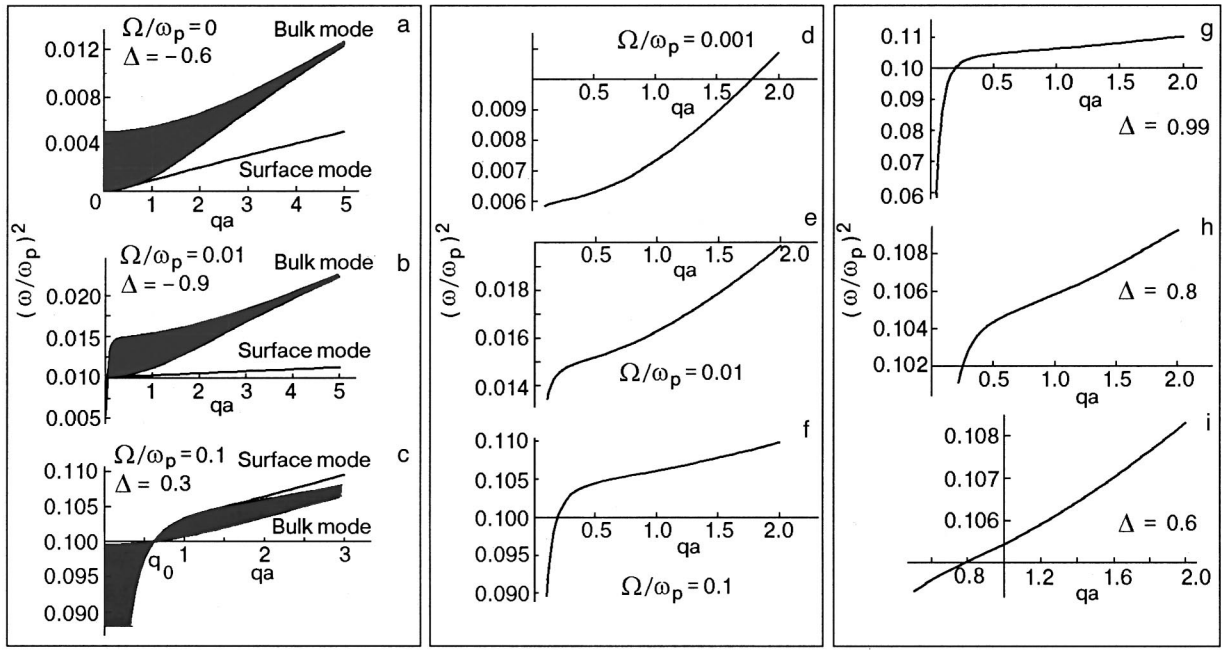 a
Ω/ω_p = 0
Δ = −0.6
Bulk mode
0.012
0.008
0.004
0
Surface mode
0 1 2 3 4 5
qa
(ω/ω_p)²
b
Ω/ω_p = 0.01
Δ = −0.9
Bulk mode
0.020
0.015
0.010
0.005
Surface mode
1 2 3 4 5
qa
c
Ω/ω_p = 0.1
Δ = 0.3
Surface mode
0.110
0.105
0.100
0.095
0.090
Bulk mode
q₀ 1 2 3
qa
d
Ω/ω_p = 0.001
0.5 1.0 1.5 2.0
qa
0.009
0.008
0.007
0.006
(ω/ω_p)²
e
0.5 1.0 1.5 2.0
qa
0.018
0.016
0.014
Ω/ω_p = 0.01
f
0.110
0.105
0.100
0.095
0.090
0.5 1.0 1.5 2.0
qa
Ω/ω_p = 0.1
g
0.11
0.10
0.09
0.08
0.07
0.06
0.5 1.0 1.5 2.0
qa
Δ = 0.99
(ω/ω_p)²
h
0.108
0.106
0.104
0.102
Δ = 0.8
0.5 1.0 1.5 2.0
qa
i
0.108
0.107
0.106
Δ = 0.6
0.8 1.2 1.6 2.0
qa